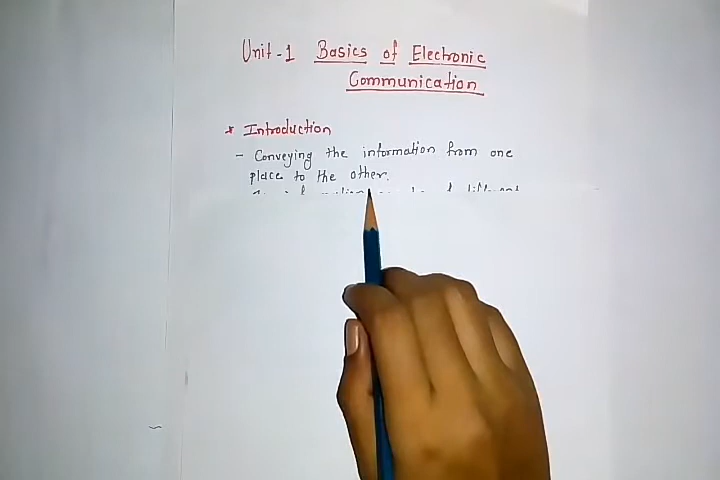 Unit-1 Basics of Electronic
Communication
* Introduction
- Conveying the information from one
place to the other.